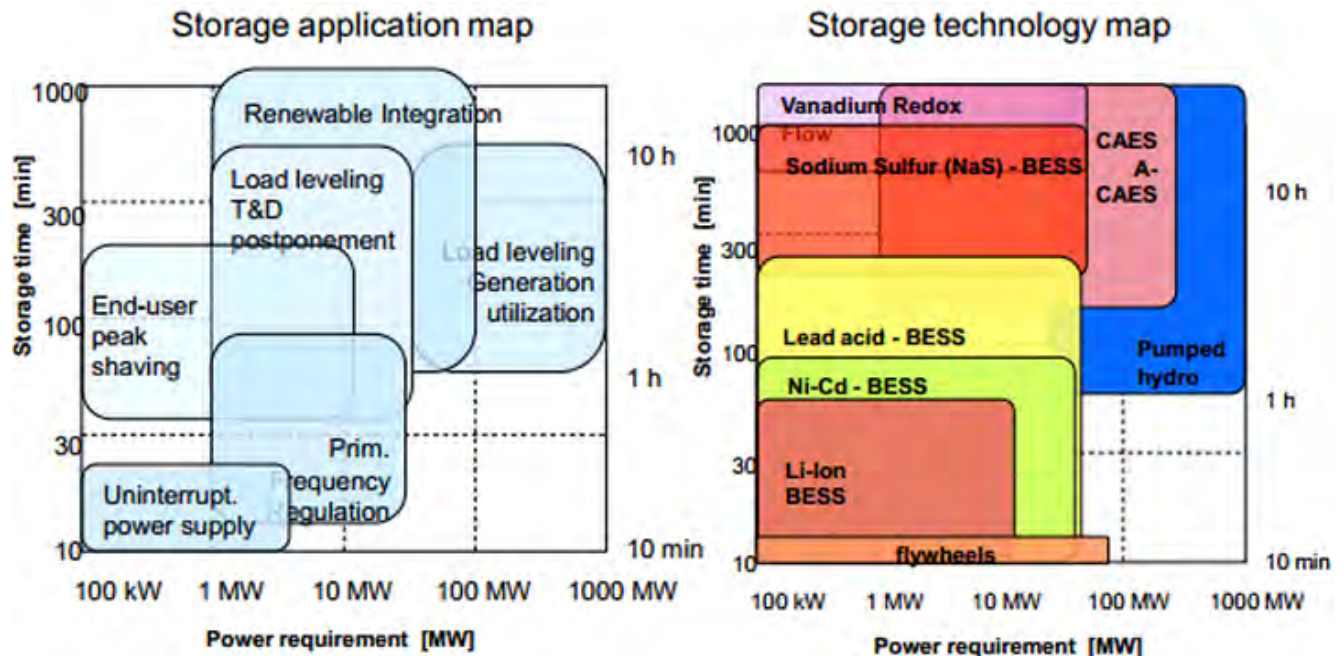 Storage application map
1000
300
100
30
10
Storage time [min]
Renewable Integration
Load leveling
T&D
postponement
Load leveling
Generation
utilization
End-user
peak
shaving
Prim.
Frequency
Regulation
Uninterrupt.
power supply
10 h
1 h
10 min
100 kW 1 MW 10 MW 100 MW 1000 MW
Power requirement [MW]
Storage technology map
1000
300
100
30
10
Storage time [min]
Vanadium Redox
Flow
Sodium Sulfur (NaS) - BESS
CAES
A-
CAES
Lead acid - BESS
Ni-Cd - BESS
Pumped
hydro
Li-Ion
BESS
flywheels
10 h
1 h
10 min
100 kW 1 MW 10 MW 100 MW 1000 MW
Power requirement [MW]